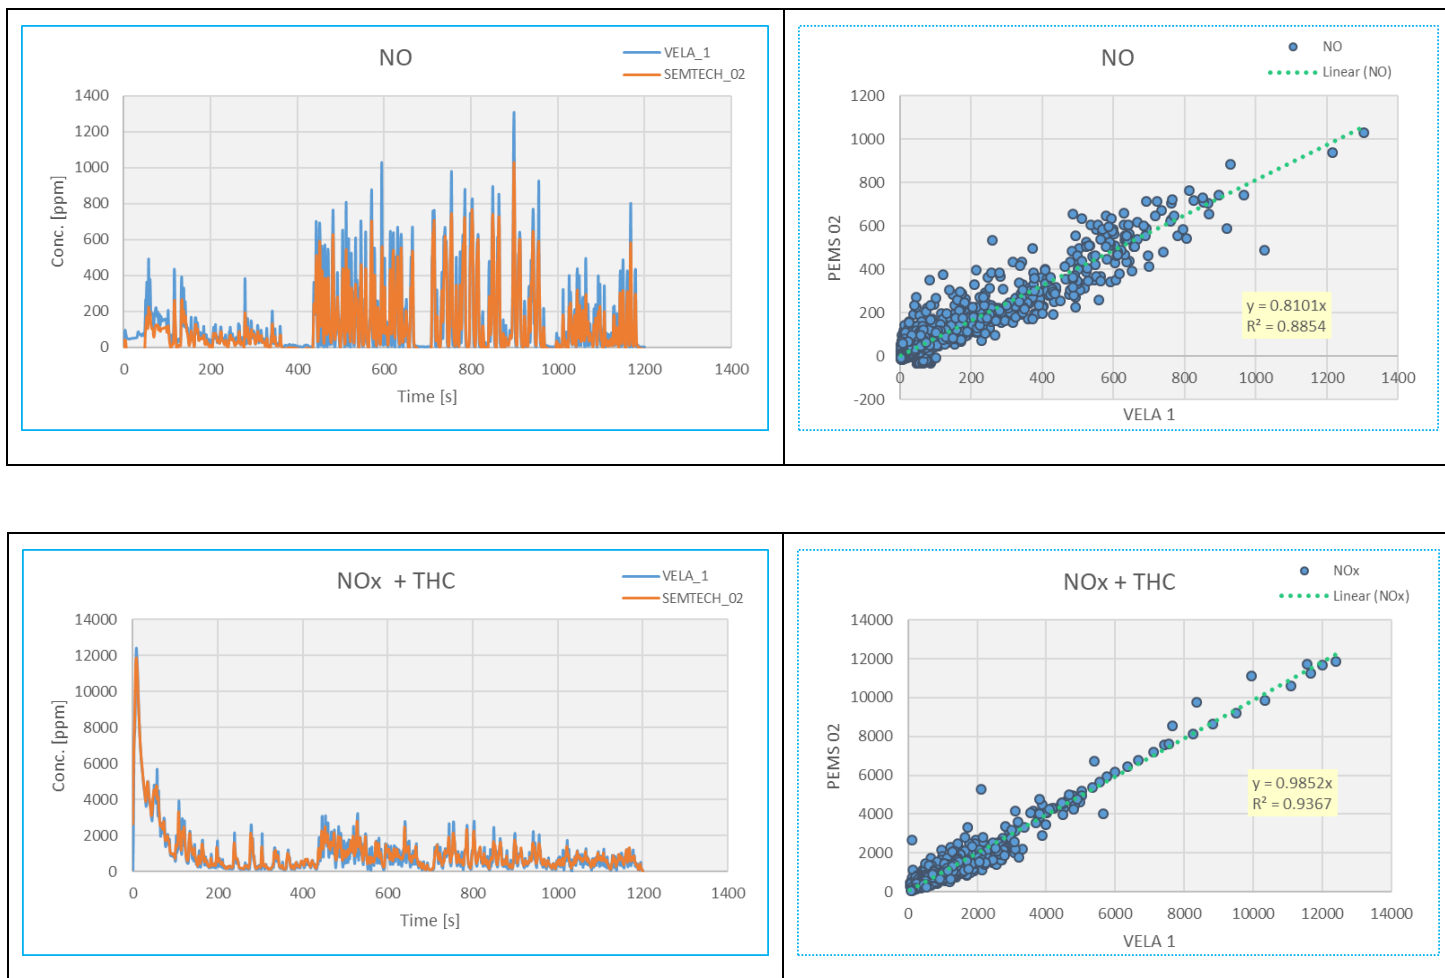 NO
VELA_1
SEMTECH_02
Conc. [ppm]
1400
1200
1000
800
600
400
200
0
0 200 400 600 800 1000 1200 1400
Time [s]
NO
NO
Linear (NO)
PEMS 02
1200
1000
800
600
400
200
0
-200
y = 0.8101x
R² = 0.8854
0 200 400 600 800 1000 1200 1400
VELA 1
NOx + THC
VELA_1
SEMTECH_02
Conc. [ppm]
14000
12000
10000
8000
6000
4000
2000
0
0 200 400 600 800 1000 1200 1400
Time [s]
NOx + THC
NOx
Linear (NOx)
PEMS 02
14000
12000
10000
8000
6000
4000
2000
0
y = 0.9852x
R² = 0.9367
0 2000 4000 6000 8000 10000 12000 14000
VELA 1